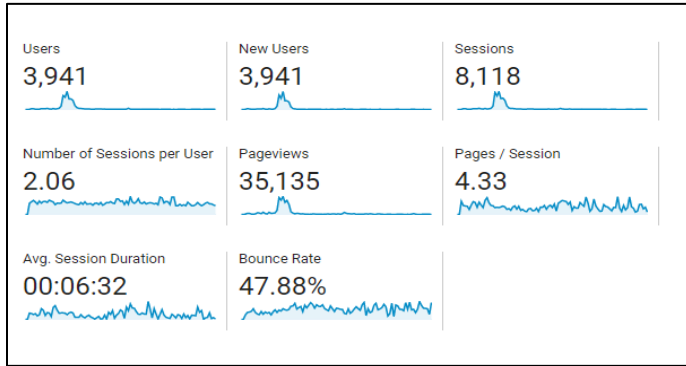 Users
3,941
New Users
3,941
Sessions
8,118
Number of Sessions per User
2.06
Pageviews
35,135
Pages / Session
4.33
Avg. Session Duration
00:06:32
Bounce Rate
47.88%